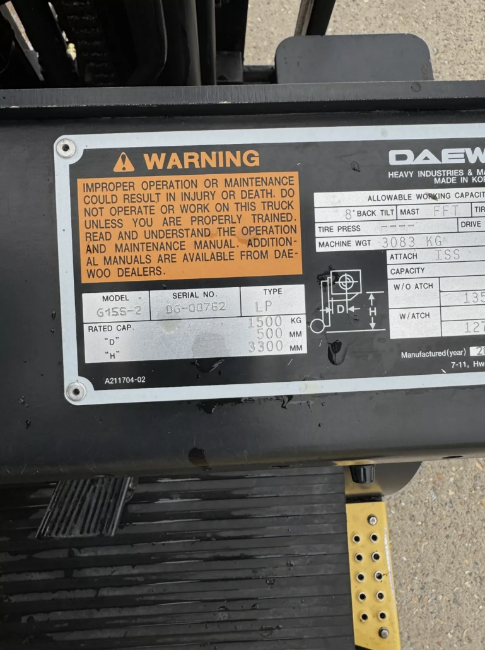 WARNING
IMPROPER OPERATION OR MAINTENANCE
COULD RESULT IN INJURY OR DEATH. DO
NOT OPERATE OR WORK ON THIS TRUCK
UNLESS YOU ARE PROPERLY TRAINED.
READ AND UNDERSTAND THE OPERATION
AND MAINTENANCE MANUAL. ADDITION-
AL MANUALS ARE AVAILABLE FROM DAE-
WOO DEALERS.
MODEL SERIAL NO. TYPE
G15S-2 DG-00762 LP
RATED CAP. 1500 KG
"D" 500 MM
"H" 3300 MM
A211704-02
DAEW
HEAVY INDUSTRIES & MA
MADE IN KOR
ALLOWABLE WORKING CAPACIT
8° BACK TILT MAST FFT TIR
TIRE PRESS ---- DRIVE
MACHINE WGT 3083 KG
ATTACH ISS
CAPACITY
W/O ATCH
135
W/ATCH
127
D H
Manufactured(year) 2
7-11, Hw